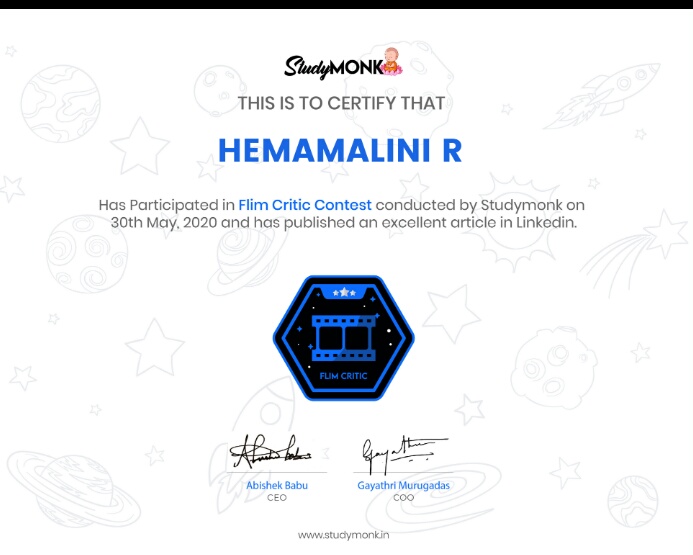 StudyMONK
THIS IS TO CERTIFY THAT
HEMAMALINI R
Has Participated in Flim Critic Contest conducted by Studymonk on
30th May, 2020 and has published an excellent article in Linkedin.
FLIM CRITIC
Abishek Babu
CEO
Gayathri Murugadas
COO
www.studymonk.in